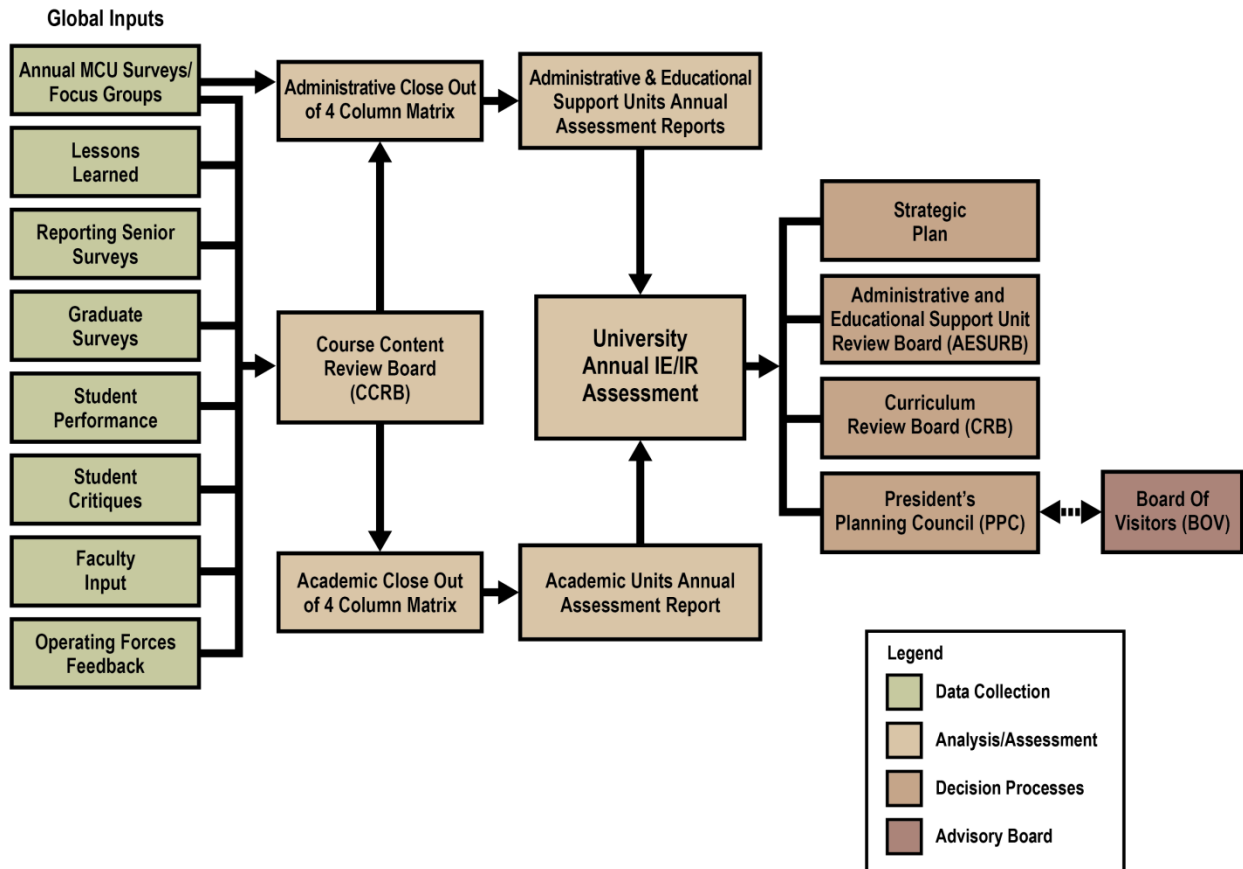 Global Inputs
Annual MCU Surveys/
Focus Groups
Lessons
Learned
Reporting Senior
Surveys
Graduate
Surveys
Student
Performance
Student
Critiques
Faculty
Input
Operating Forces
Feedback
Administrative Close Out
of 4 Column Matrix
Course Content
Review Board
(CCRB)
Academic Close Out
of 4 Column Matrix
Administrative & Educational
Support Units Annual
Assessment Reports
University
Annual IE/IR
Assessment
Academic Units Annual
Assessment Report
Strategic
Plan
Administrative and
Educational Support Unit
Review Board (AESURB)
Curriculum
Review Board (CRB)
President’s
Planning Council (PPC)
Board Of
Visitors (BOV)
Legend
Data Collection
Analysis/Assessment
Decision Processes
Advisory Board